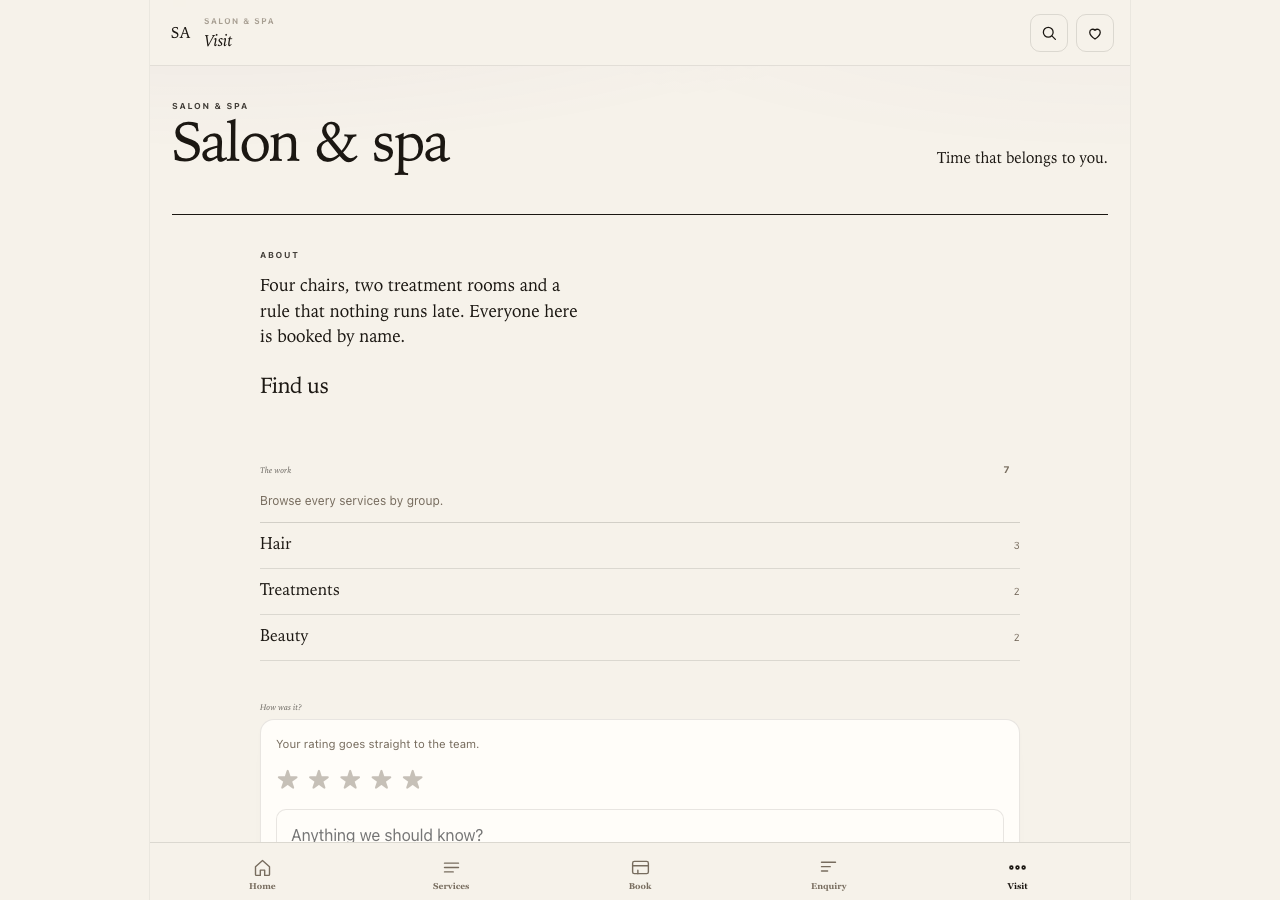 SA
SALON & SPA
Visit
SALON & SPA
Salon & spa
Time that belongs to you.
ABOUT
Four chairs, two treatment rooms and a
rule that nothing runs late. Everyone here
is booked by name.
Find us
The work
7
Browse every services by group.
Hair
3
Treatments
2
Beauty
2
How was it?
Your rating goes straight to the team.
Anything we should know?
Home
Services
Book
Enquiry
Visit